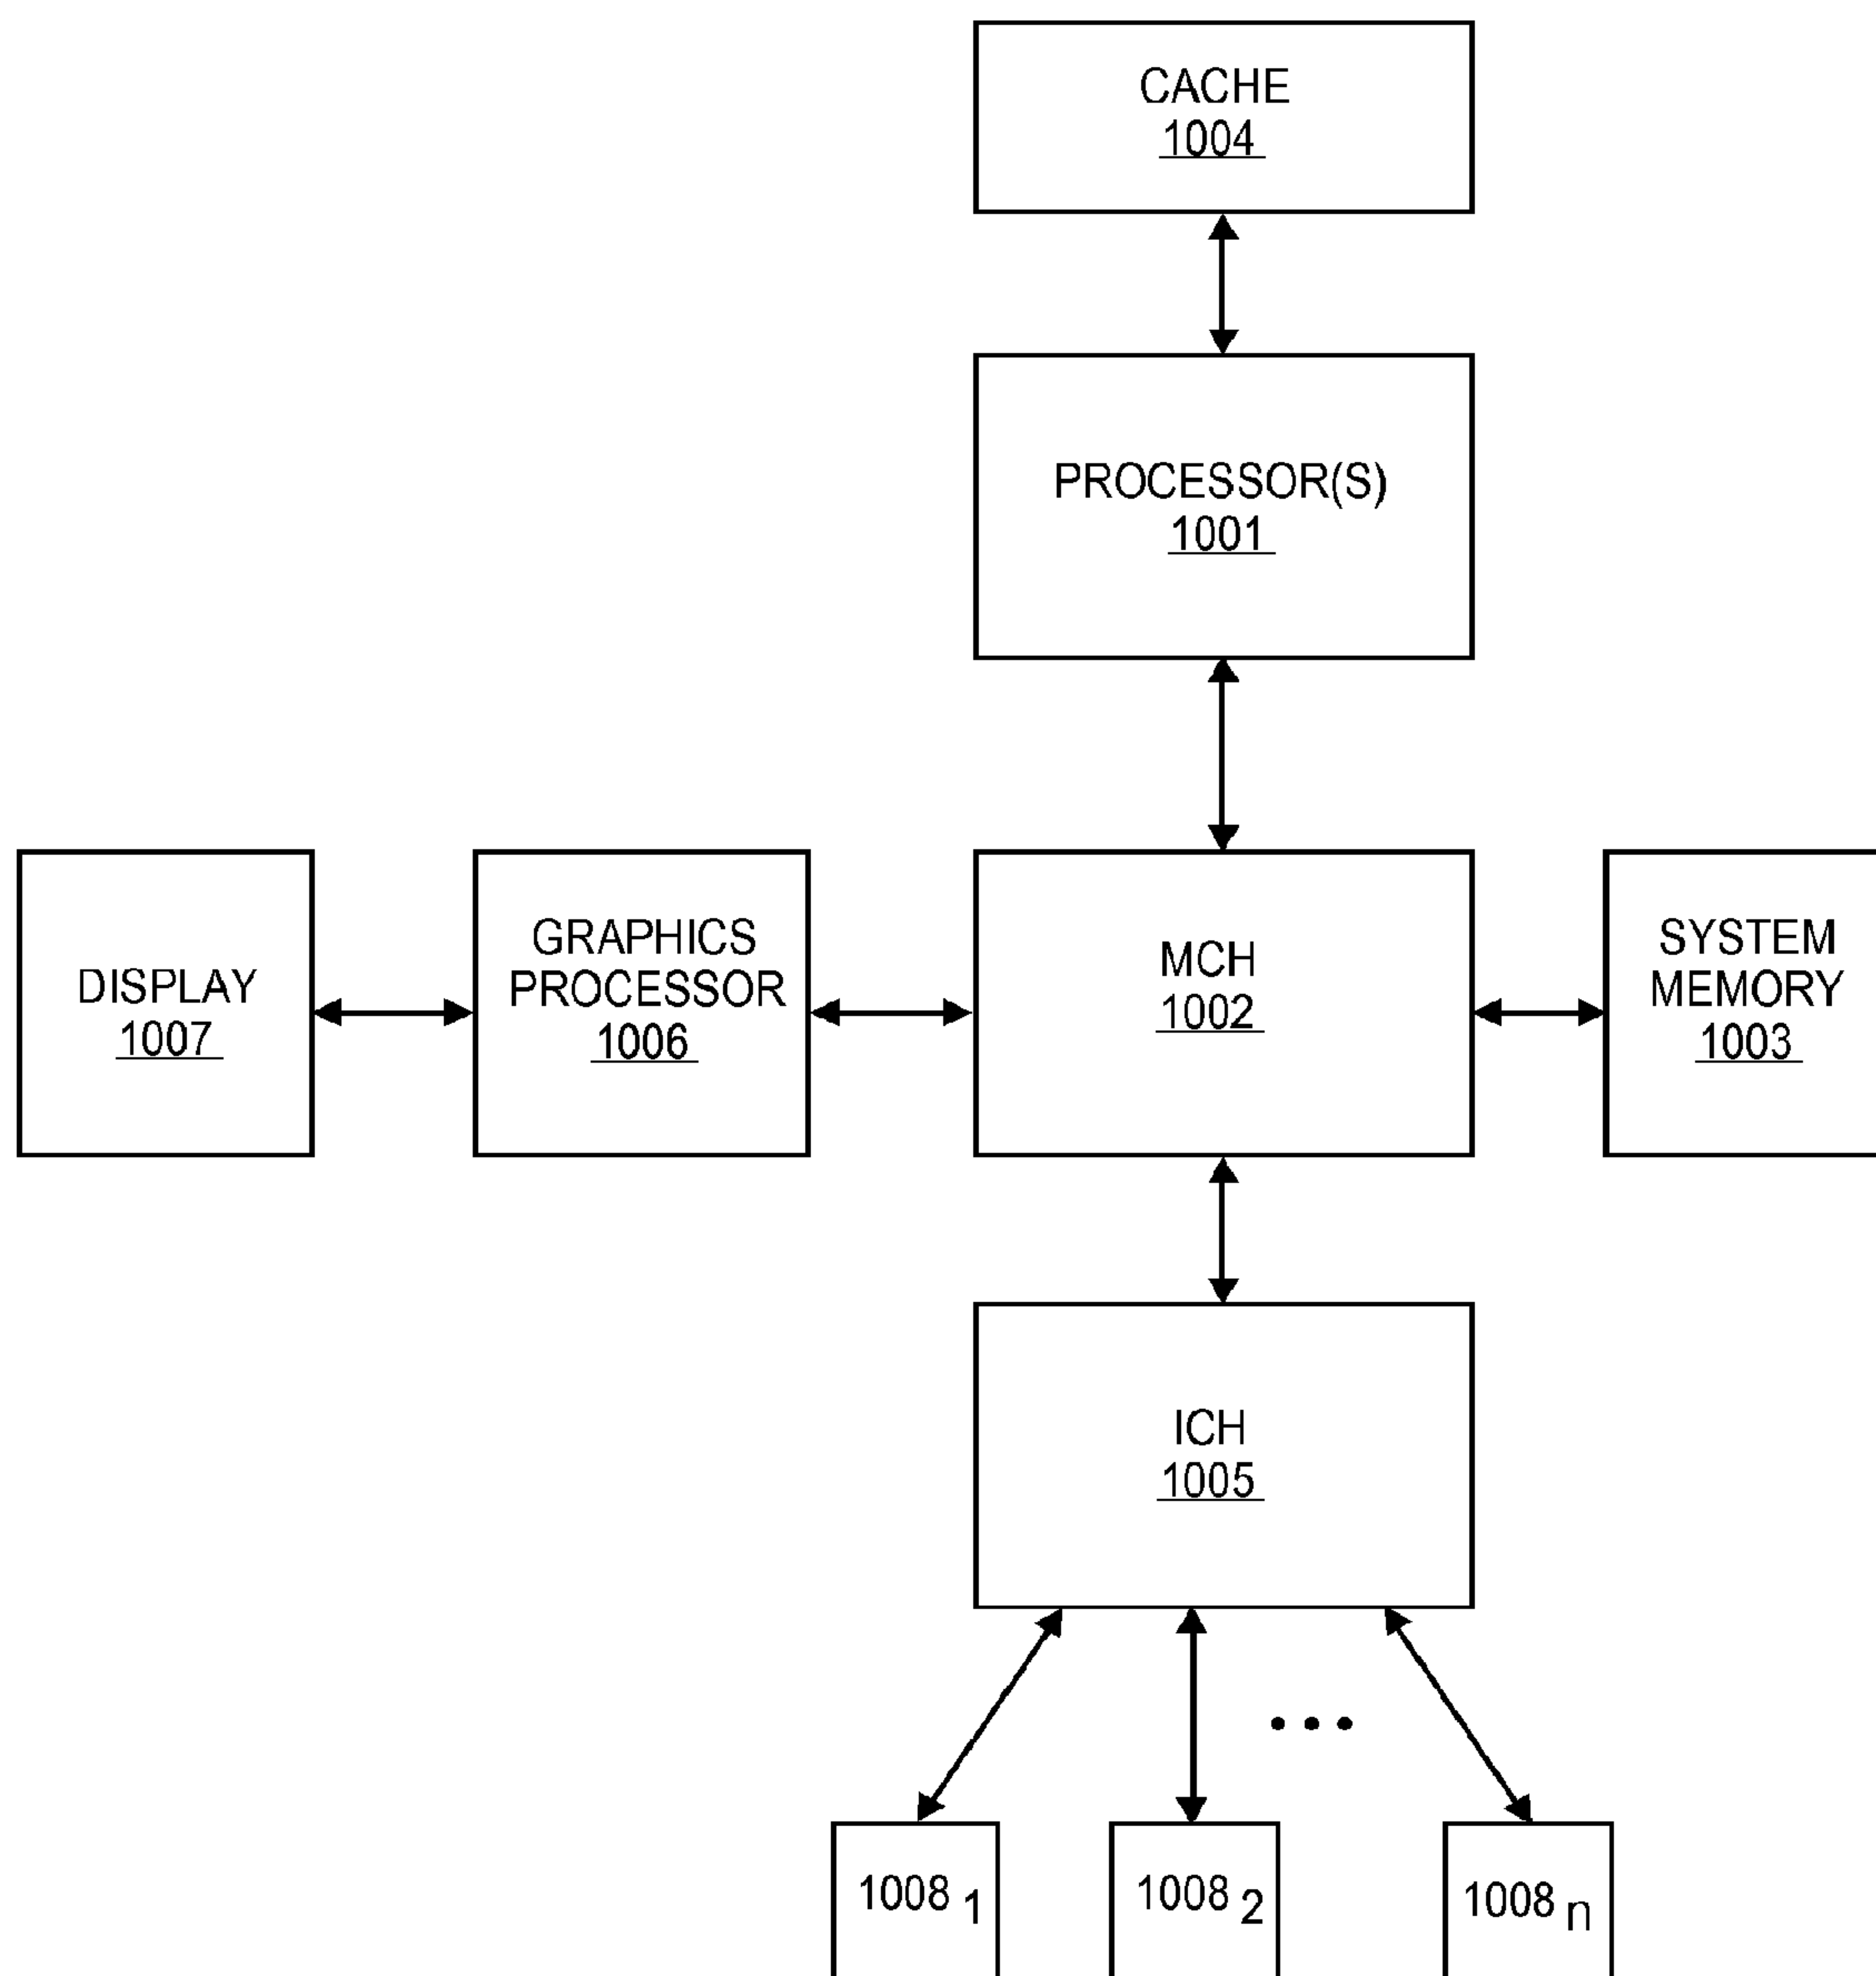 CACHE
1004
PROCESSOR(S)
1001
DISPLAY
1007
GRAPHICS
PROCESSOR
1006
MCH
1002
SYSTEM
MEMORY
1003
ICH
1005
1008 1
1008 2
1008 n